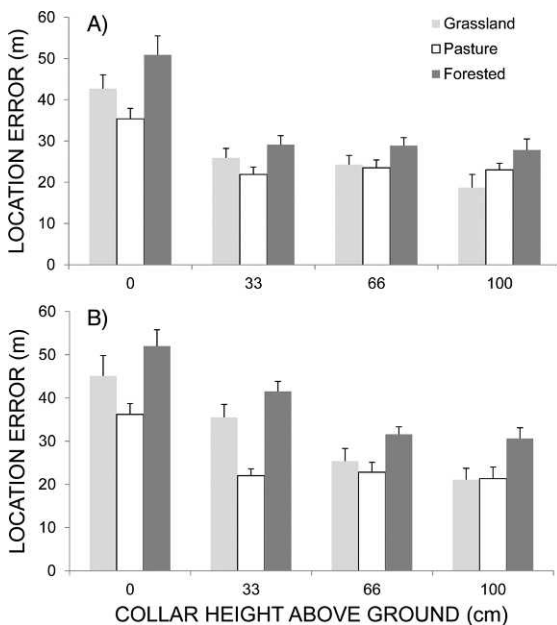 A)
Grassland
Pasture
Forested
LOCATION ERROR (m)
60
50
40
30
20
10
0
0 33 66 100
B)
LOCATION ERROR (m)
60
50
40
30
20
10
0
0 33 66 100
COLLAR HEIGHT ABOVE GROUND (cm)